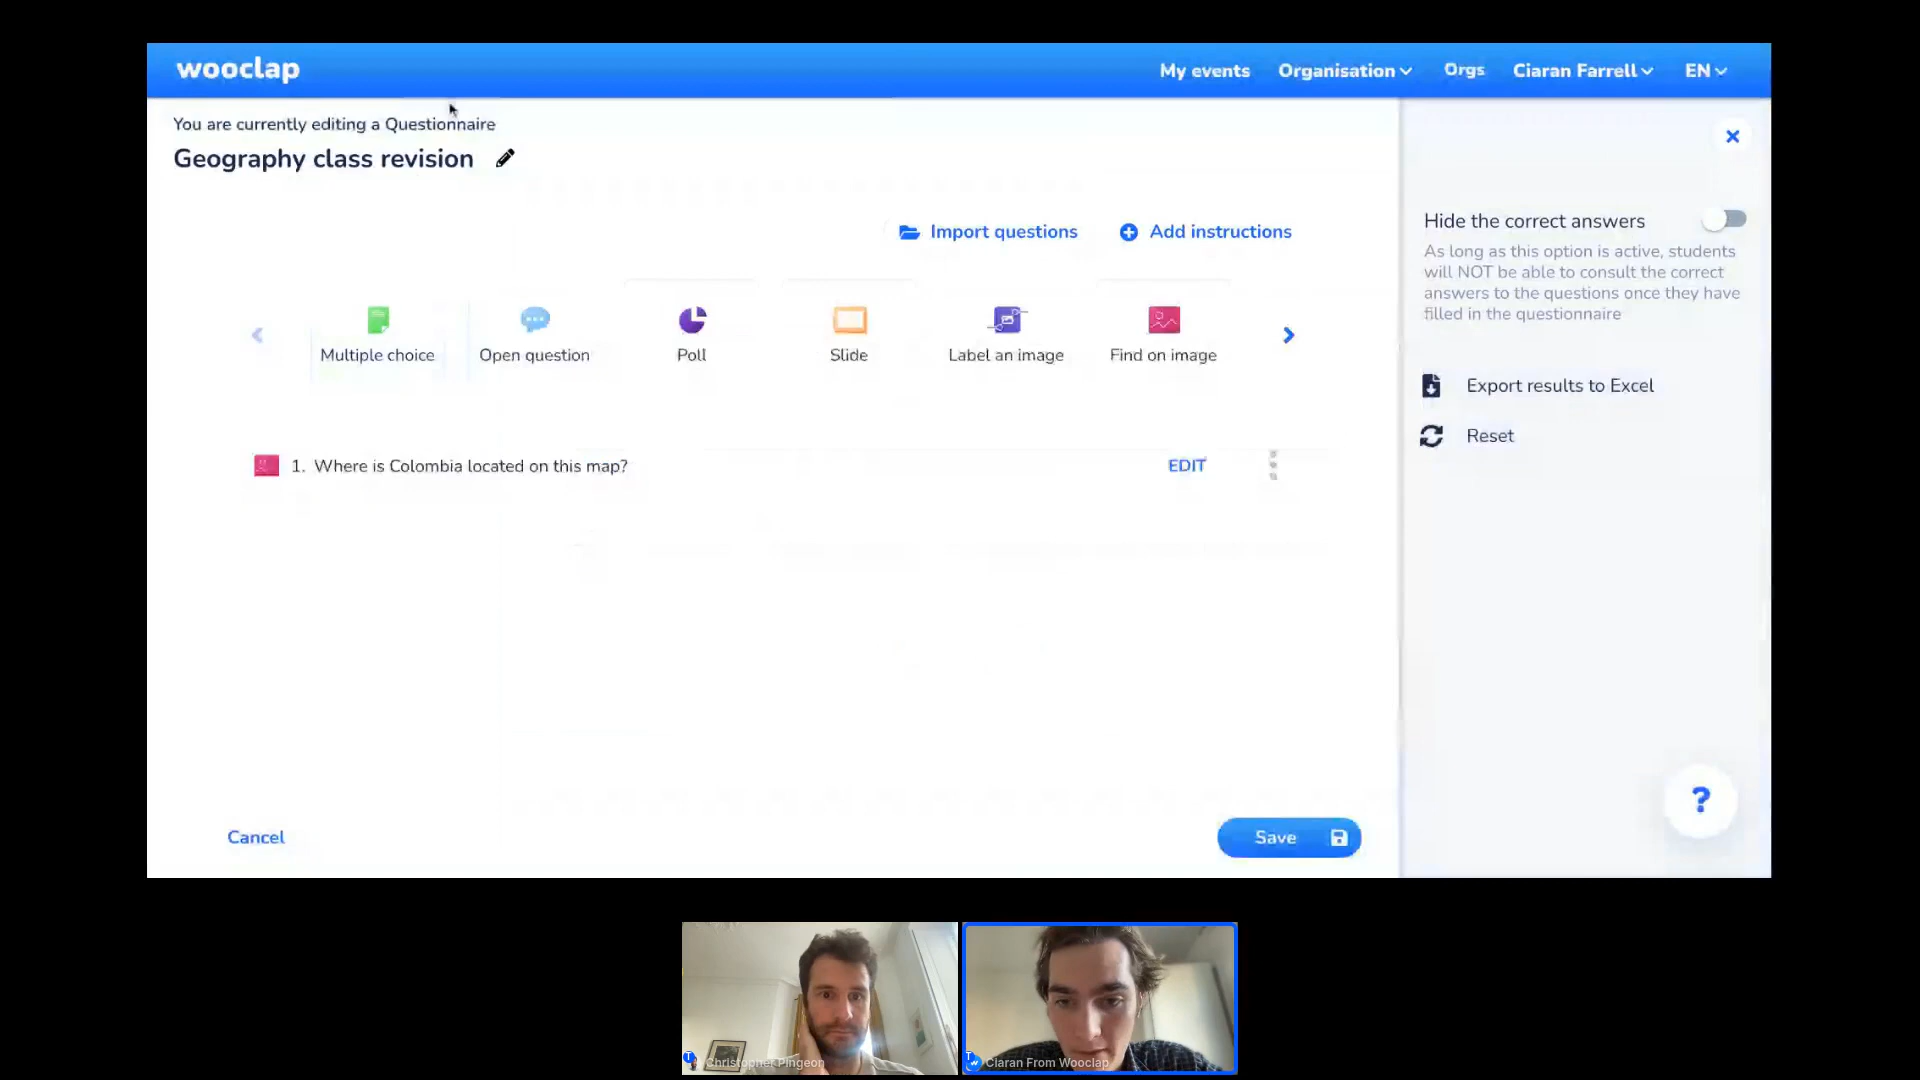 wooclap
My events Organisation Orgs Ciaran Farrell EN
You are currently editing a Questionnaire
Geography class revision
Import questions Add instructions
Multiple choice Open question Poll Slide Label an image Find on image
1. Where is Colombia located on this map? EDIT
Cancel Save
Hide the correct answers
As long as this option is active, students
will NOT be able to consult the correct
answers to the questions once they have
filled in the questionnaire
Export results to Excel
Reset
?
Christopher Pingeon
Ciaran From Wooclap